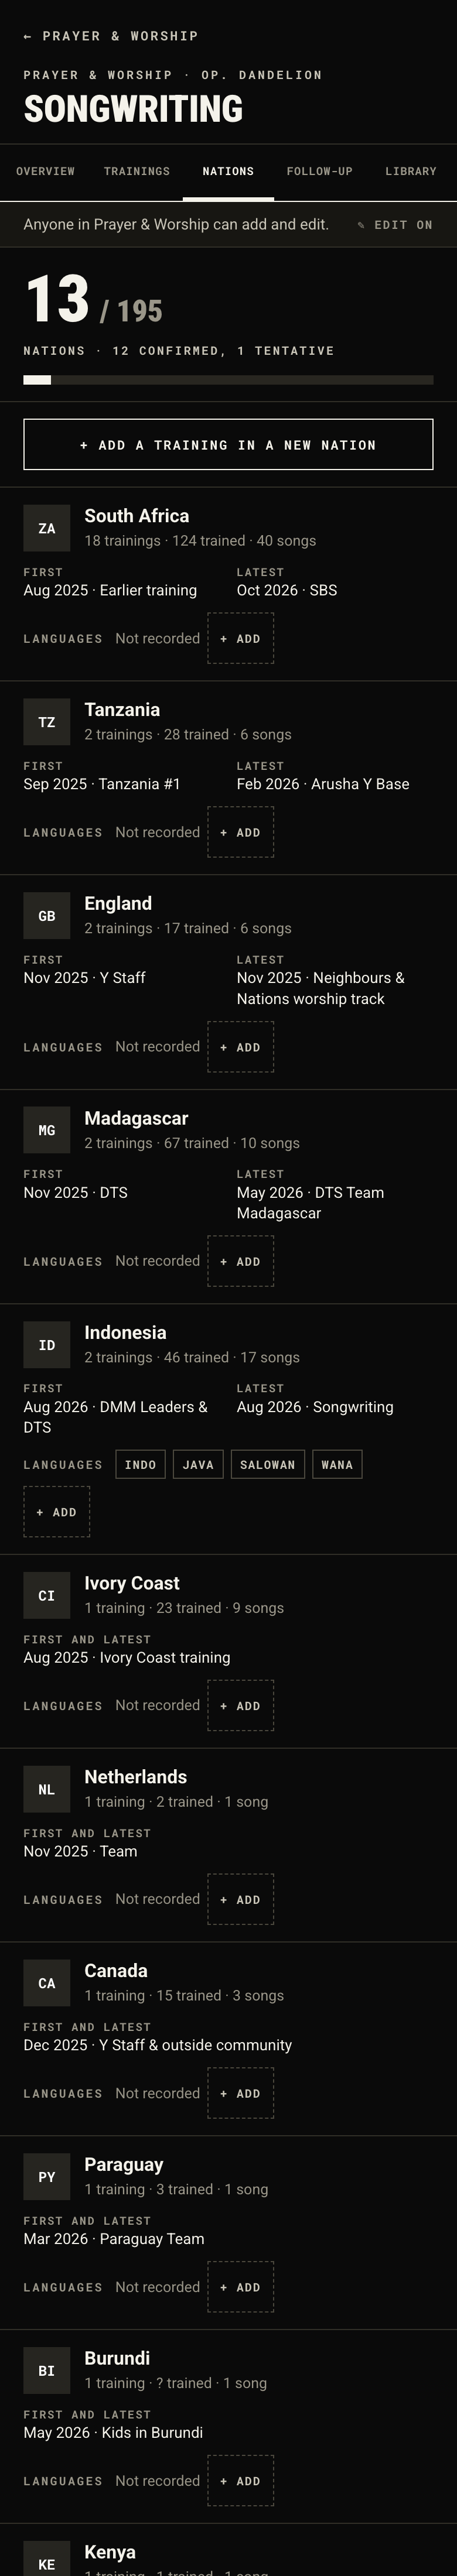 ← PRAYER & WORSHIP
PRAYER & WORSHIP · OP. DANDELION
SONGWRITING
OVERVIEW TRAININGS NATIONS FOLLOW-UP LIBRARY
Anyone in Prayer & Worship can add and edit. ✎ EDIT ON
13 / 195
NATIONS · 12 CONFIRMED, 1 TENTATIVE
+ ADD A TRAINING IN A NEW NATION
ZA South Africa
18 trainings · 124 trained · 40 songs
FIRST LATEST
Aug 2025 · Earlier training Oct 2026 · SBS
LANGUAGES Not recorded + ADD
TZ Tanzania
2 trainings · 28 trained · 6 songs
FIRST LATEST
Sep 2025 · Tanzania #1 Feb 2026 · Arusha Y Base
LANGUAGES Not recorded + ADD
GB England
2 trainings · 17 trained · 6 songs
FIRST LATEST
Nov 2025 · Y Staff Nov 2025 · Neighbours &
Nations worship track
LANGUAGES Not recorded + ADD
MG Madagascar
2 trainings · 67 trained · 10 songs
FIRST LATEST
Nov 2025 · DTS May 2026 · DTS Team
Madagascar
LANGUAGES Not recorded + ADD
ID Indonesia
2 trainings · 46 trained · 17 songs
FIRST LATEST
Aug 2026 · DMM Leaders & Aug 2026 · Songwriting
DTS
LANGUAGES INDO JAVA SALOWAN WANA
+ ADD
CI Ivory Coast
1 training · 23 trained · 9 songs
FIRST AND LATEST
Aug 2025 · Ivory Coast training
LANGUAGES Not recorded + ADD
NL Netherlands
1 training · 2 trained · 1 song
FIRST AND LATEST
Nov 2025 · Team
LANGUAGES Not recorded + ADD
CA Canada
1 training · 15 trained · 3 songs
FIRST AND LATEST
Dec 2025 · Y Staff & outside community
LANGUAGES Not recorded + ADD
PY Paraguay
1 training · 3 trained · 1 song
FIRST AND LATEST
Mar 2026 · Paraguay Team
LANGUAGES Not recorded + ADD
BI Burundi
1 training · ? trained · 1 song
FIRST AND LATEST
May 2026 · Kids in Burundi
LANGUAGES Not recorded + ADD
KE Kenya